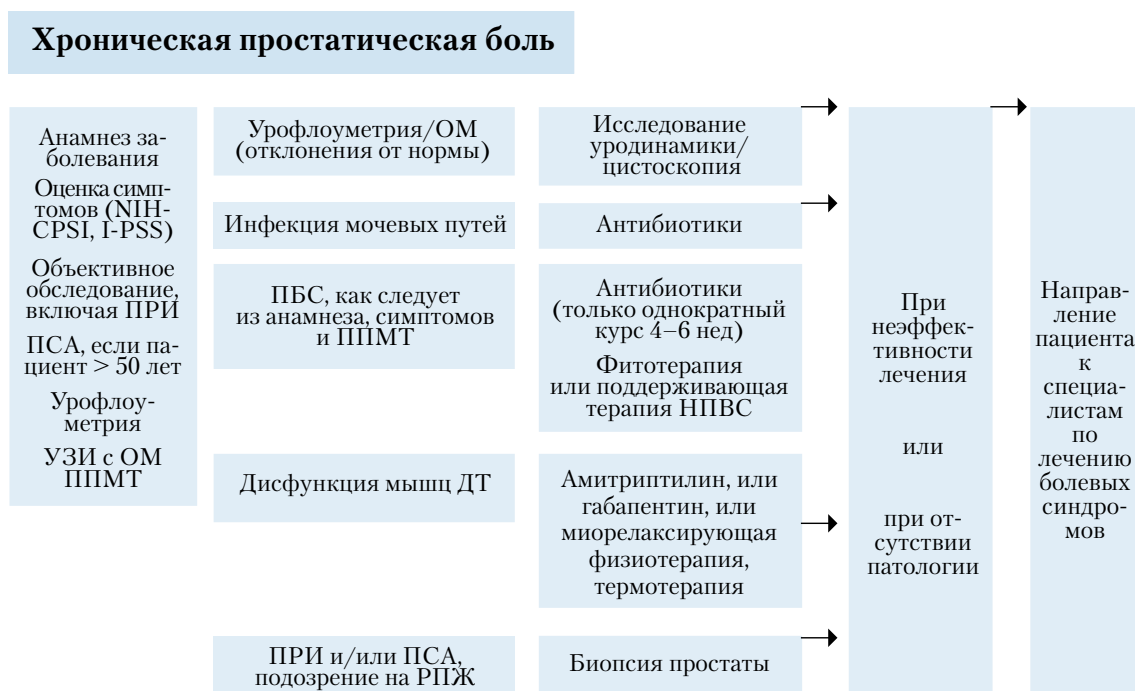 Хроническая простатическая боль
Анамнез за-
болевания
Оценка симп-
томов (NIH-
CPSI, I-PSS)
Объективное
обследование,
включая ПРИ
ПСА, если па-
циент > 50 лет
Урофлоу-
метрия
УЗИ с ОМ
ППМТ
Урофлоуметрия/ОМ
(отклонения от нормы)
Исследование
уродинамики/
цистоскопия
Инфекция мочевых путей
Антибиотики
ПБС, как следует
из анамнеза, симптомов
и ППМТ
Антибиотики
(только однократный
курс 4–6 нед)
Фитотерапия
или поддерживающая
терапия НПВС
Дисфункция мышц ДТ
Амитриптилин, или
габапентин, или
миорелаксирующая
физиотерапия,
термотерапия
ПРИ и/или ПСА,
подозрение на РПЖ
Биопсия простаты
При
неэффек-
тивности
лечения
или
при от-
сутствии
патологии
Направ-
ление
пациента
к
специа-
листам
по
лечению
болевых
синдро-
мов